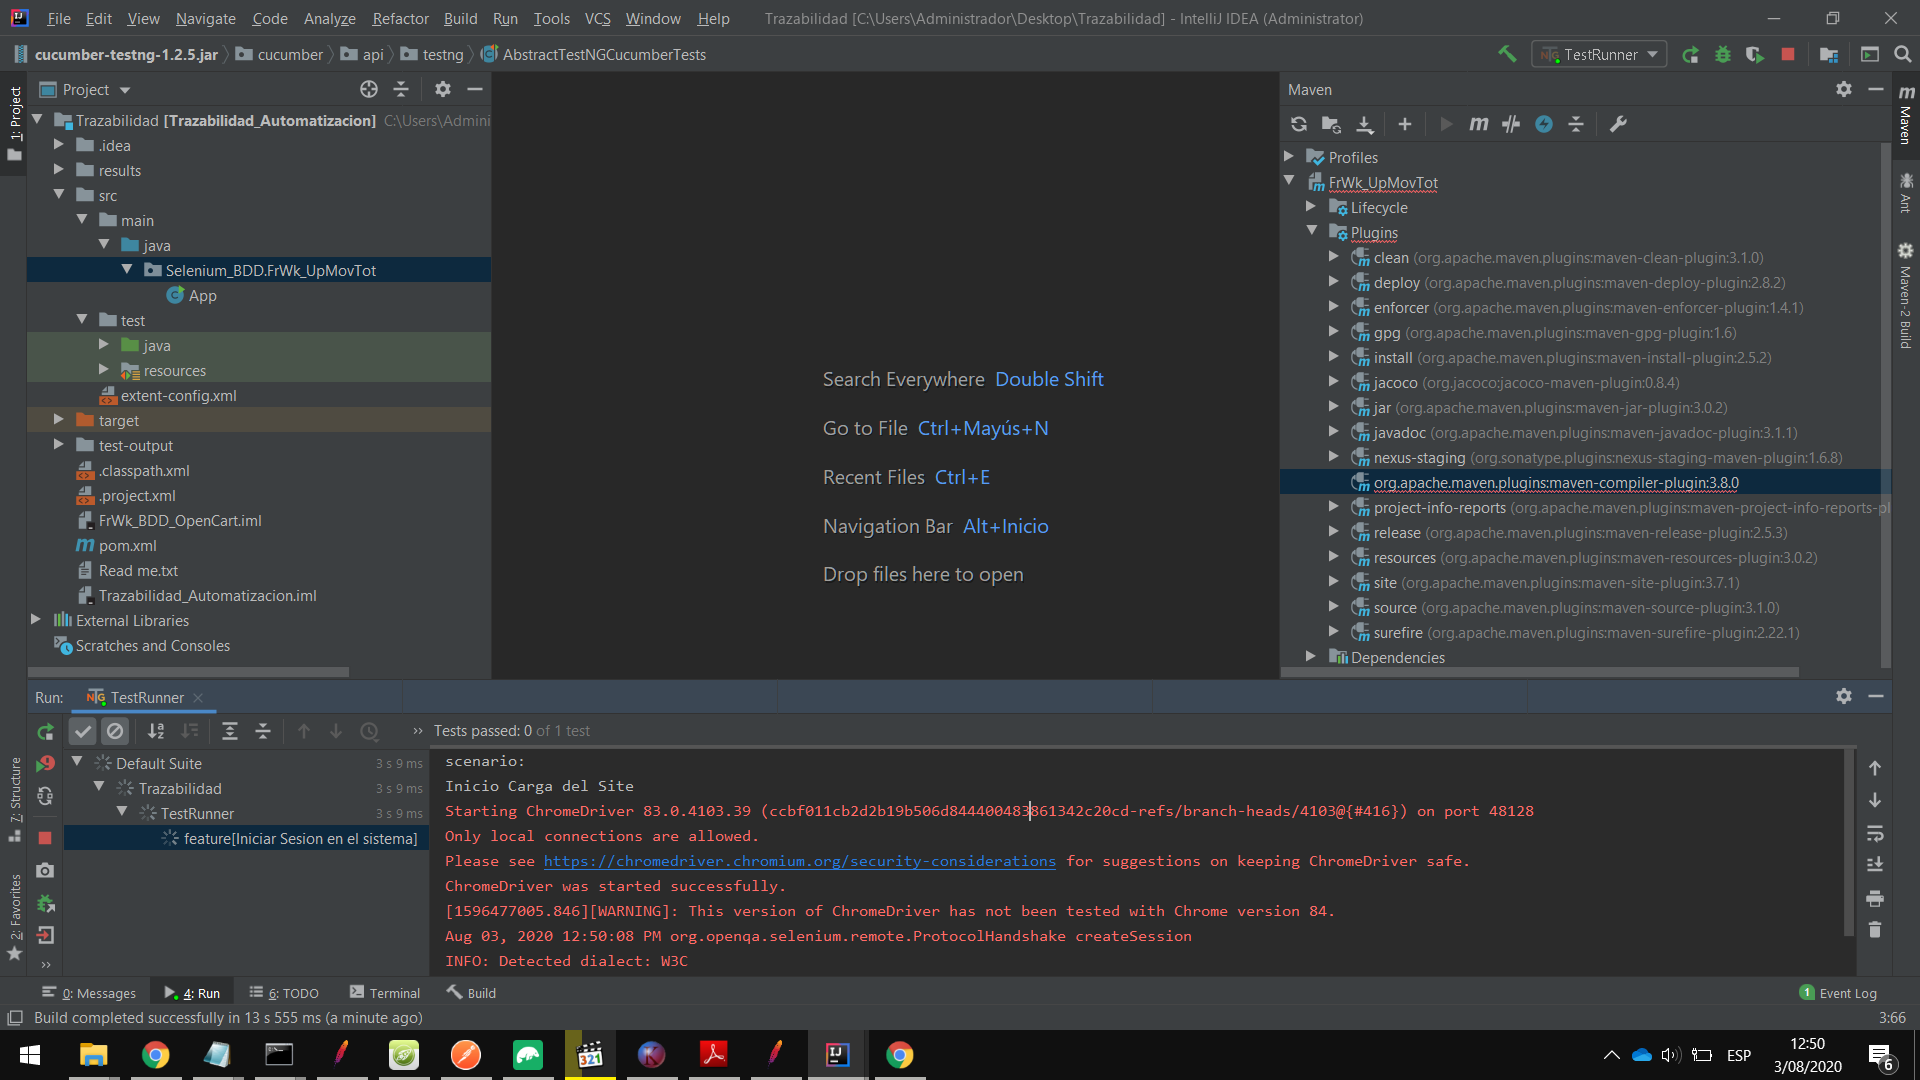 File Edit View Navigate Code Analyze Refactor Build Run Tools VCS Window Help Trazabilidad [C:\Users\Administrador\Desktop\Trazabilidad] - IntelliJ IDEA (Administrator)
cucumber-testng-1.2.5.jar cucumber api testng AbstractTestNGCucumberTests TestRunner
1: Project
Project
Trazabilidad [Trazabilidad_Automatizacion] C:\Users\Admini
.idea
results
src
main
java
Selenium_BDD.FrWk_UpMovTot
App
test
java
resources
extent-config.xml
target
test-output
.classpath.xml
.project.xml
FrWk_BDD_OpenCart.iml
pom.xml
Read me.txt
Trazabilidad_Automatizacion.iml
External Libraries
Scratches and Consoles
Search Everywhere Double Shift
Go to File Ctrl+Mayús+N
Recent Files Ctrl+E
Navigation Bar Alt+Inicio
Drop files here to open
Maven
Profiles
FrWk_UpMovTot
Lifecycle
Plugins
clean (org.apache.maven.plugins:maven-clean-plugin:3.1.0)
deploy (org.apache.maven.plugins:maven-deploy-plugin:2.8.2)
enforcer (org.apache.maven.plugins:maven-enforcer-plugin:1.4.1)
gpg (org.apache.maven.plugins:maven-gpg-plugin:1.6)
install (org.apache.maven.plugins:maven-install-plugin:2.5.2)
jacoco (org.jacoco:jacoco-maven-plugin:0.8.4)
jar (org.apache.maven.plugins:maven-jar-plugin:3.0.2)
javadoc (org.apache.maven.plugins:maven-javadoc-plugin:3.1.1)
nexus-staging (org.sonatype.plugins:nexus-staging-maven-plugin:1.6.8)
org.apache.maven.plugins:maven-compiler-plugin:3.8.0
project-info-reports (org.apache.maven.plugins:maven-project-info-reports-pl
release (org.apache.maven.plugins:maven-release-plugin:2.5.3)
resources (org.apache.maven.plugins:maven-resources-plugin:3.0.2)
site (org.apache.maven.plugins:maven-site-plugin:3.7.1)
source (org.apache.maven.plugins:maven-source-plugin:3.1.0)
surefire (org.apache.maven.plugins:maven-surefire-plugin:2.22.1)
Dependencies
Maven
Ant
Maven-2 Build
Run: TestRunner
Tests passed: 0 of 1 test
7: Structure
2: Favorites
Default Suite 3 s 9 ms
Trazabilidad 3 s 9 ms
TestRunner 3 s 9 ms
feature[Iniciar Sesion en el sistema]
scenario:
Inicio Carga del Site
Starting ChromeDriver 83.0.4103.39 (ccbf011cb2d2b19b506d844400483861342c20cd-refs/branch-heads/4103@{#416}) on port 48128
Only local connections are allowed.
Please see https://chromedriver.chromium.org/security-considerations for suggestions on keeping ChromeDriver safe.
ChromeDriver was started successfully.
[1596477005.846][WARNING]: This version of ChromeDriver has not been tested with Chrome version 84.
Aug 03, 2020 12:50:08 PM org.openqa.selenium.remote.ProtocolHandshake createSession
INFO: Detected dialect: W3C
0: Messages 4: Run 6: TODO Terminal Build 1 Event Log
Build completed successfully in 13 s 555 ms (a minute ago) 3:66
321
IJ
ESP
12:50
3/08/2020
6